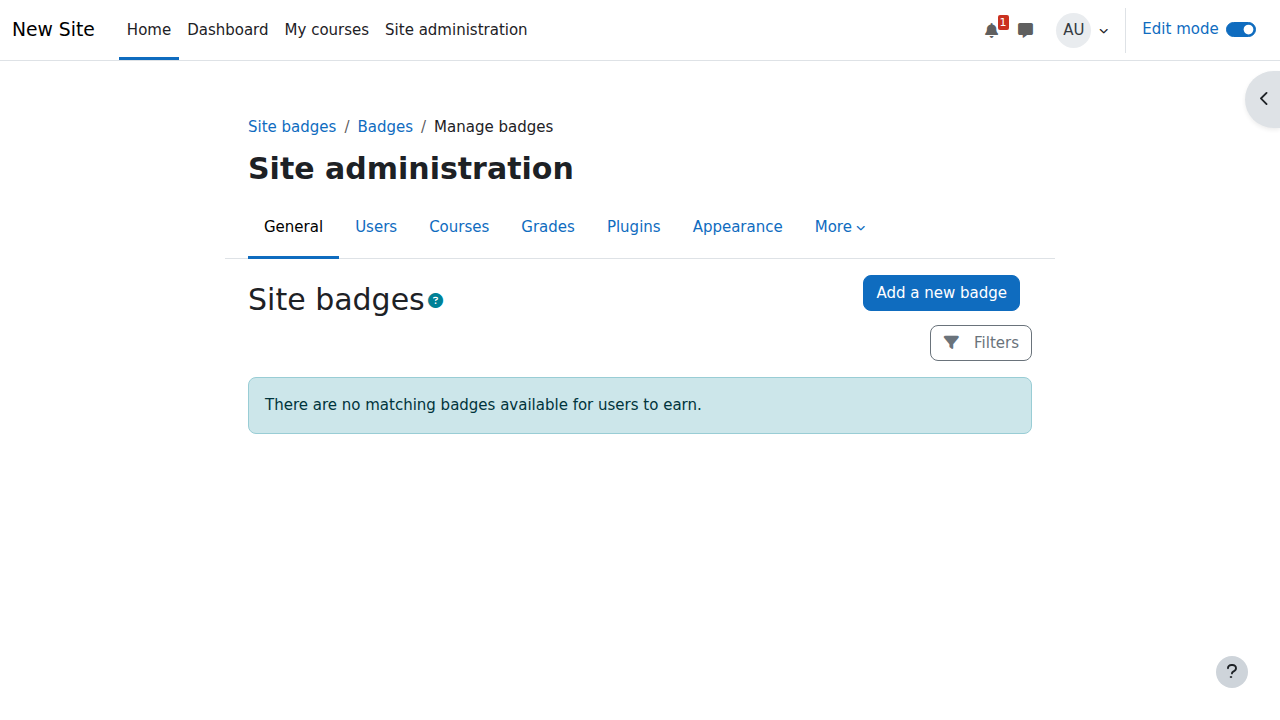 New Site
Home
Dashboard
My courses
Site administration
1
AU
Edit mode
Site badges / Badges / Manage badges
Site administration
General
Users
Courses
Grades
Plugins
Appearance
More
Site badges ?
Add a new badge
Filters
There are no matching badges available for users to earn.
?